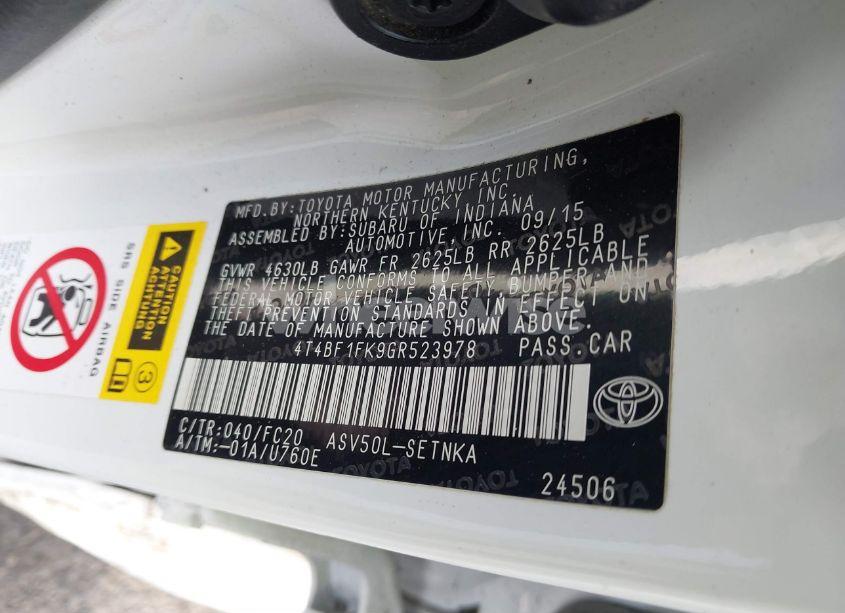 MFD.BY:TOYOTA MOTOR MANUFACTURING,
NORTHERN KENTUCKY INC.
ASSEMBLED BY:SUBARU OF INDIANA
AUTOMOTIVE INC. 09/15
GVWR 4630LB GAWR FR 2625LB RR 2625LB
THIS VEHICLE CONFORMS TO ALL APPLICABLE
FEDERAL MOTOR VEHICLE SAFETY BUMPER AND
THEFT PREVENTION STANDARDS IN EFFECT ON
THE DATE OF MANUFACTURE SHOWN ABOVE.
4T4BF1FK9GR523978 PASS.CAR
C/TR:040/FC20 ASV50L-SETNKA
A/TM:-01A/U760E
24506
CAUTION
ATTENTION
ACHTUNG
3
SRS SIDE AIRBAG